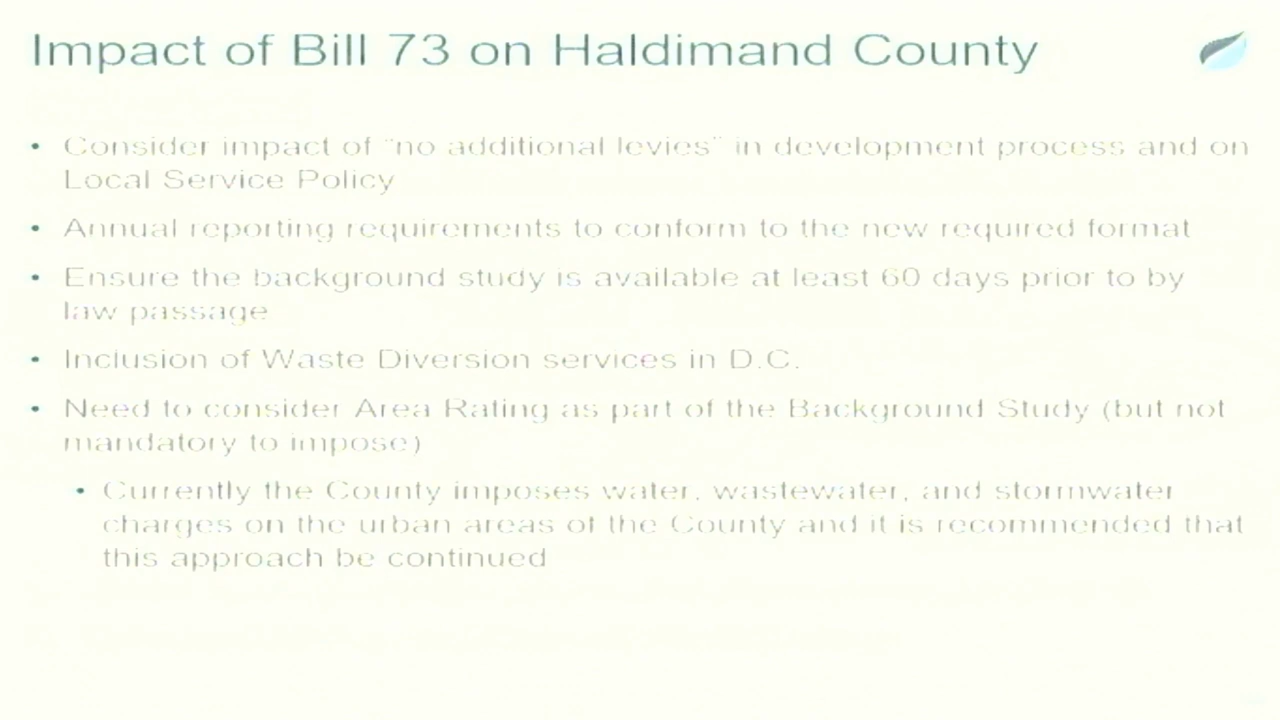 Impact of Bill 73 on Haldimand County
• Consider impact of "no additional levies" in development process and on
Local Service Policy
• Annual reporting requirements to conform to the new required format
• Ensure the background study is available at least 60 days prior to by
law passage
• Inclusion of Waste Diversion services in D.C.
• Need to consider Area Rating as part of the Background Study (but not
mandatory to impose)
• Currently the County imposes water, wastewater, and stormwater
charges on the urban areas of the County and it is recommended that
this approach be continued